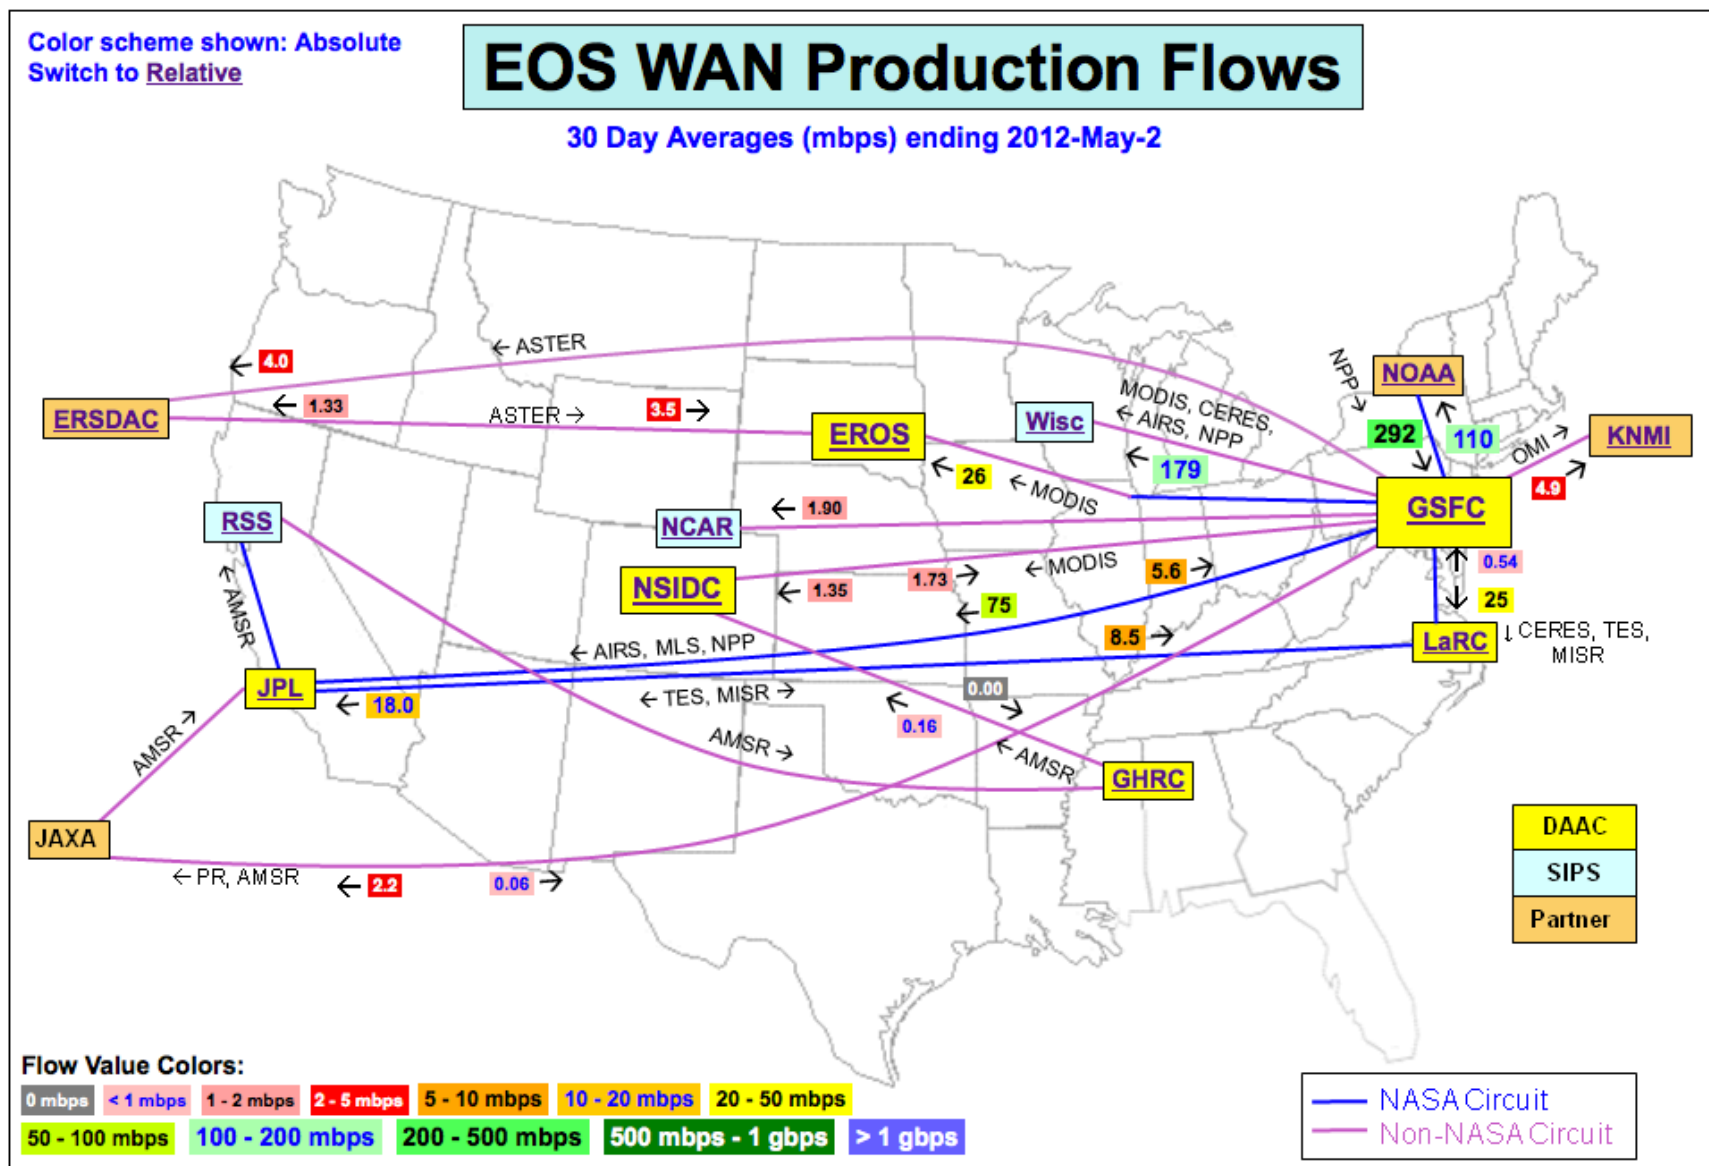 Color scheme shown: Absolute
Switch to Relative
EOS WAN Production Flows
30 Day Averages (mbps) ending 2012-May-2
← ASTER
4.0
1.33
ASTER →
3.5
ERSDAC
EROS
Wisc
MODIS, CERES,
← AIRS, NPP
179
NPP →
NOAA
292
110
OMI →
KNMI
4.9
26
← MODIS
GSFC
RSS
NCAR
1.90
← MODIS
NSIDC
1.35
1.73
75
5.6
0.54
25
← AMSR
← AIRS, MLS, NPP
8.5
LaRC
↓ CERES, TES,
MISR
JPL
18.0
← TES, MISR →
0.00
0.16
AMSR →
AMSR →
← AMSR
GHRC
JAXA
← PR, AMSR
2.2
0.06
DAAC
SIPS
Partner
Flow Value Colors:
0 mbps < 1 mbps 1 - 2 mbps 2 - 5 mbps 5 - 10 mbps 10 - 20 mbps 20 - 50 mbps
50 - 100 mbps 100 - 200 mbps 200 - 500 mbps 500 mbps - 1 gbps > 1 gbps
NASA Circuit
Non-NASA Circuit